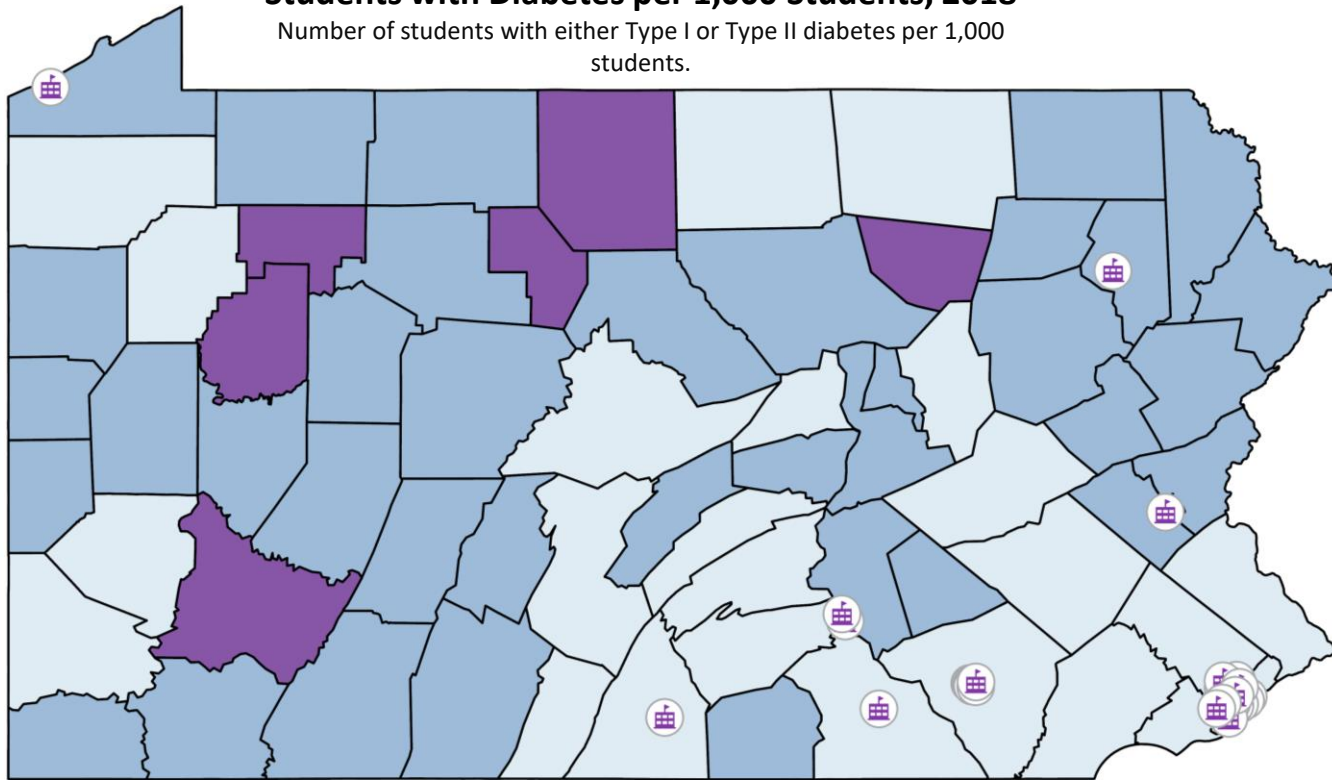 Students with Diabetes per 1,000 Students, 2018
Number of students with either Type I or Type II diabetes per 1,000
students.